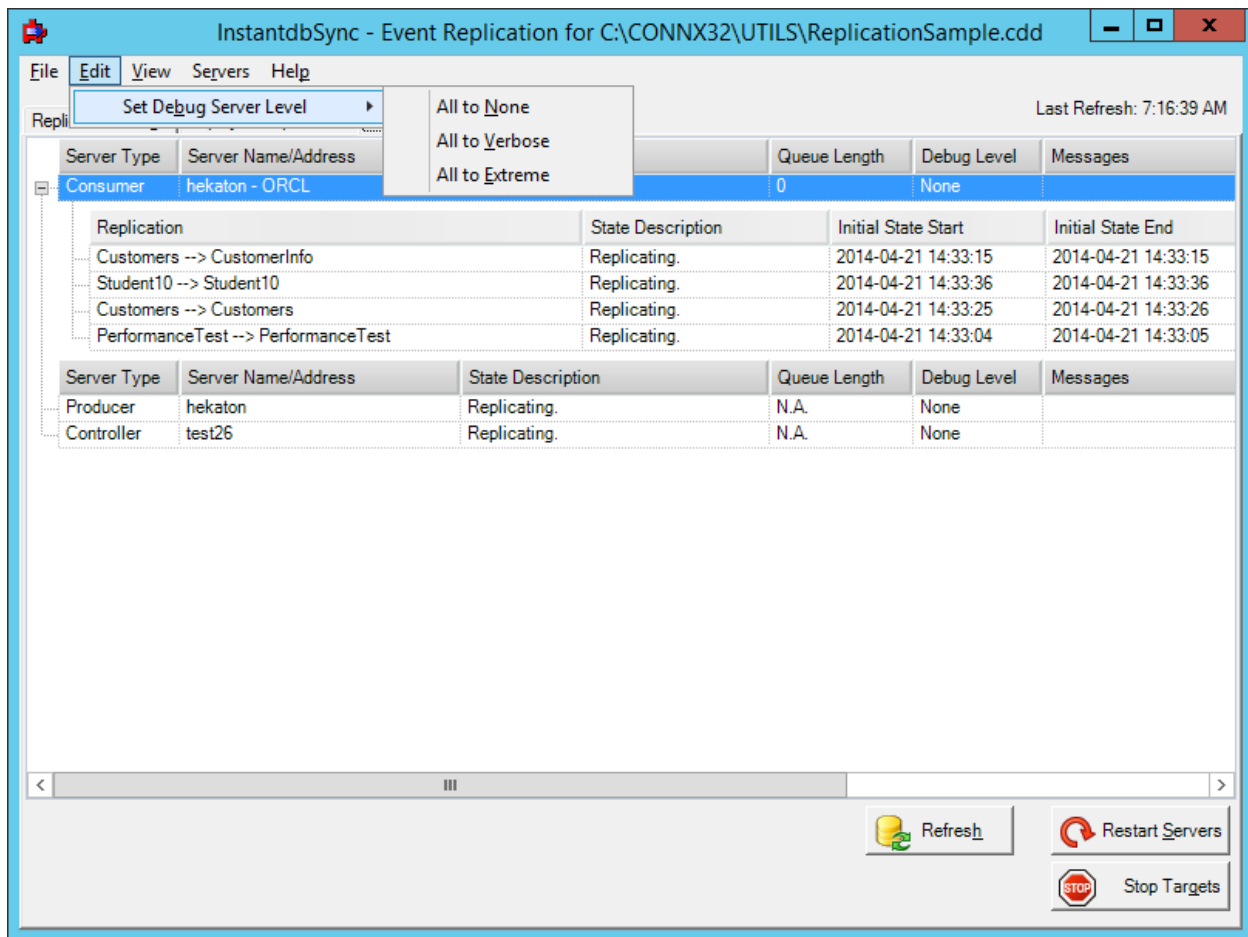 InstantdbSync - Event Replication for C:\CONNX32\UTILS\ReplicationSample.cdd
File Edit View Servers Help
Set Debug Server Level
All to None
All to Verbose
All to Extreme
Last Refresh: 7:16:39 AM
Server Type Server Name/Address Queue Length Debug Level Messages
Consumer hekaton - ORCL 0 None
Replication State Description Initial State Start Initial State End
Customers --> CustomerInfo Replicating. 2014-04-21 14:33:15 2014-04-21 14:33:15
Student10 --> Student10 Replicating. 2014-04-21 14:33:36 2014-04-21 14:33:36
Customers --> Customers Replicating. 2014-04-21 14:33:25 2014-04-21 14:33:26
PerformanceTest --> PerformanceTest Replicating. 2014-04-21 14:33:04 2014-04-21 14:33:05
Server Type Server Name/Address State Description Queue Length Debug Level Messages
Producer hekaton Replicating. N.A. None
Controller test26 Replicating. N.A. None
Refresh
Restart Servers
STOP Stop Targets